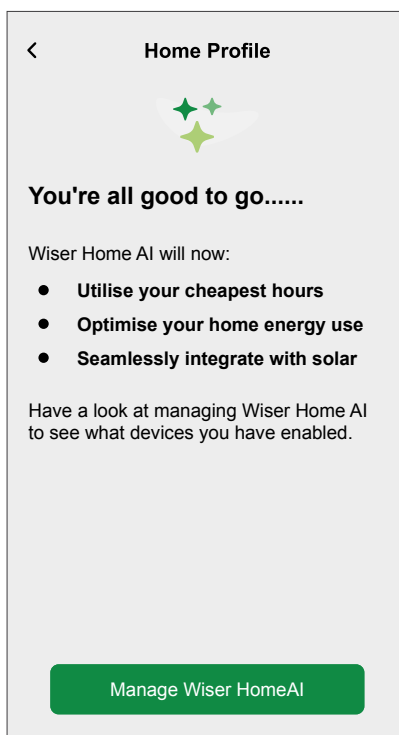 Home Profile
You're all good to go......
Wiser Home AI will now:
● Utilise your cheapest hours
● Optimise your home energy use
● Seamlessly integrate with solar
Have a look at managing Wiser Home AI
to see what devices you have enabled.
Manage Wiser HomeAI